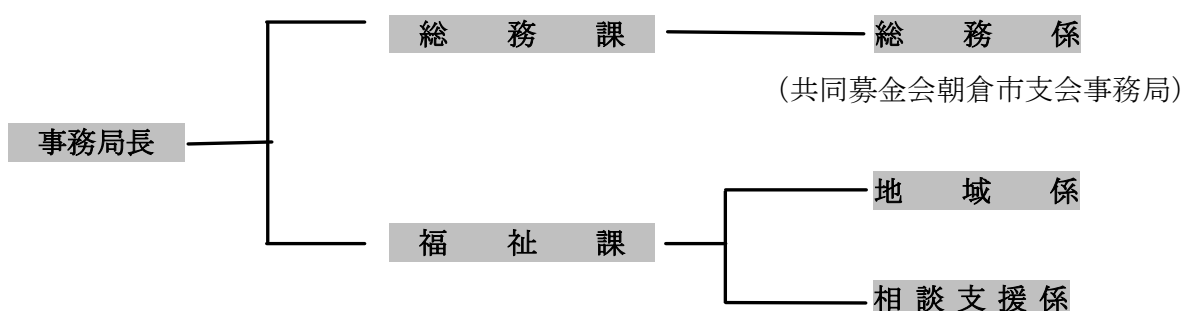 総務課
総務係
（共同募金会朝倉市支会事務局）
事務局長
地域係
福祉課
相談支援係